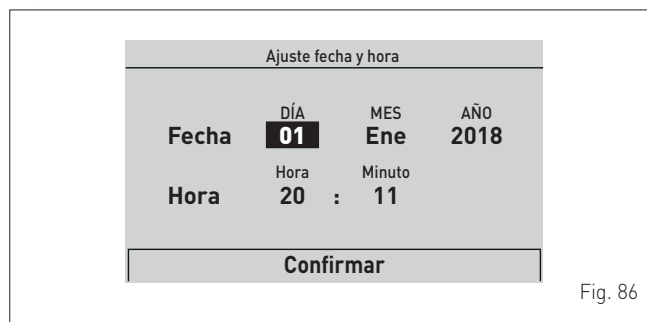 Ajuste fecha y hora
DÍA MES AÑO
Fecha 01 Ene 2018
Hora Minuto
Hora 20 : 11
Confirmar
Fig. 86